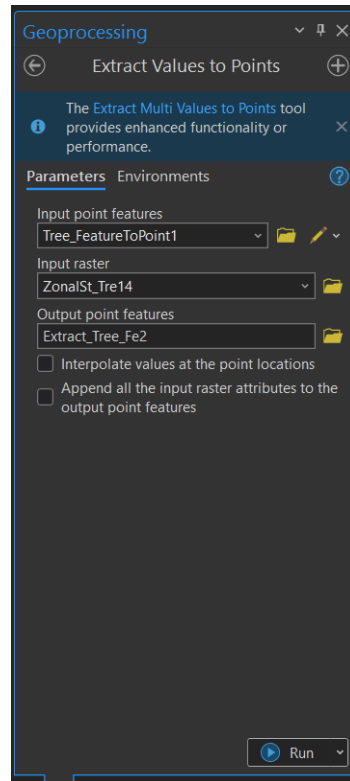 Geoprocessing
Extract Values to Points
The Extract Multi Values to Points tool
provides enhanced functionality or
performance.
Parameters Environments
Input point features
Tree_FeatureToPoint1
Input raster
ZonalSt_Tre14
Output point features
Extract_Tree_Fe2
Interpolate values at the point locations
Append all the input raster attributes to the
output point features
Run